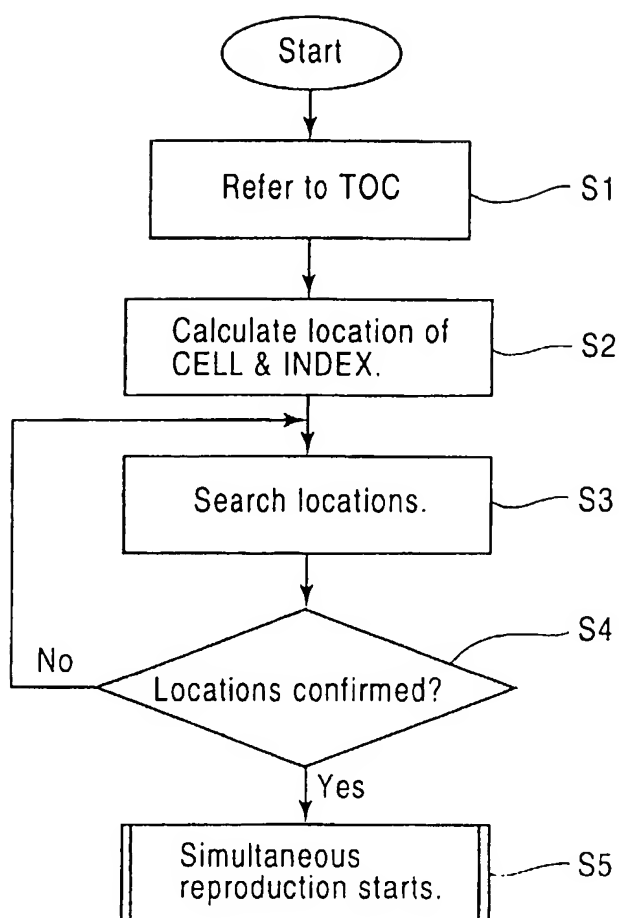 Start
Refer to TOC
S1
Calculate location of
CELL & INDEX.
S2
Search locations.
S3
S4
No
Locations confirmed?
Yes
Simultaneous
reproduction starts.
S5